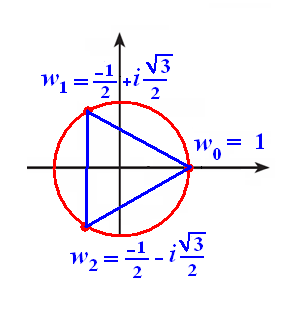 w₁ = -1/2 + i √3/2
w₀ = 1
w₂ = -1/2 - i √3/2